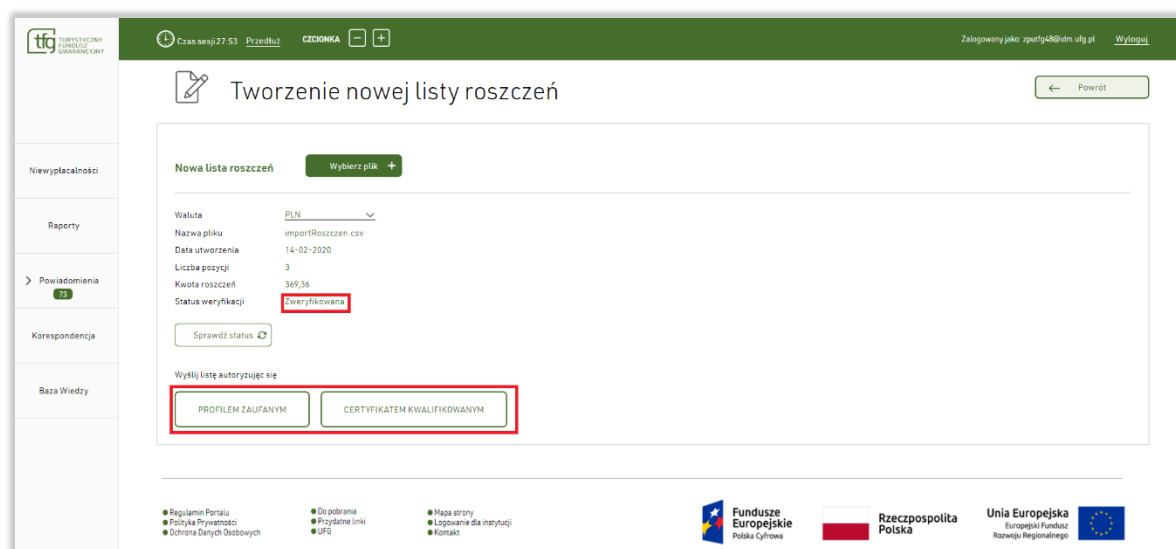 tfg TURYSTYCZNY
FUNDUSZ
GWARANCYJNY
Czas sesji 27:53 Przedłuż CZCIONKA − +
Zalogowany jako: zputfg48@idm.ufg.pl Wyloguj
Tworzenie nowej listy roszczeń
← Powrót
Niewypłacalności
Raporty
> Powiadomienia
73
Korespondencja
Baza Wiedzy
Nowa lista roszczeń Wybierz plik +
Waluta PLN
Nazwa pliku importRoszczen.csv
Data utworzenia 14-02-2020
Liczba pozycji 3
Kwota roszczeń 369,36
Status weryfikacji Zweryfikowana
Sprawdź status
Wyślij listę autoryzując się
PROFILEM ZAUFANYM CERTYFIKATEM KWALIFIKOWANYM
Regulamin Portalu
Polityka Prywatności
Ochrona Danych Osobowych
Do pobrania
Przydatne linki
UFG
Mapa strony
Logowanie dla instytucji
Kontakt
Fundusze
Europejskie
Polska Cyfrowa
Rzeczpospolita
Polska
Unia Europejska
Europejski Fundusz
Rozwoju Regionalnego